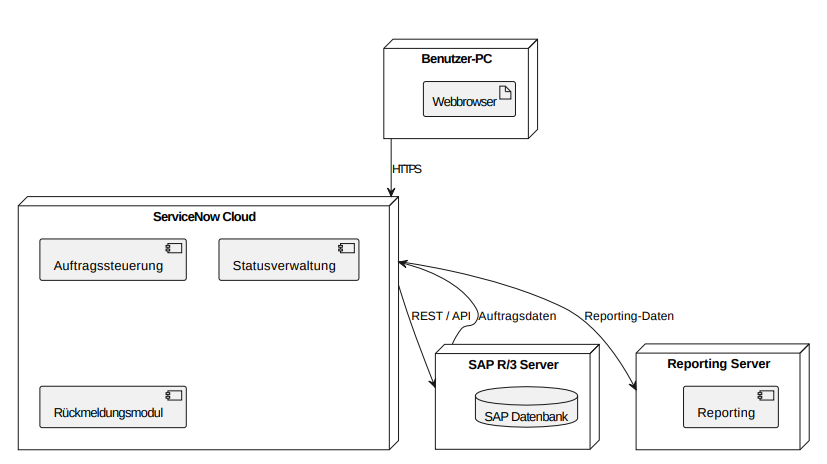 Benutzer-PC
Webbrowser
HTTPS
ServiceNow Cloud
Auftragssteuerung
Statusverwaltung
REST / API
Auftragsdaten
Reporting-Daten
SAP R/3 Server
Reporting Server
Rückmeldungsmodul
SAP Datenbank
Reporting